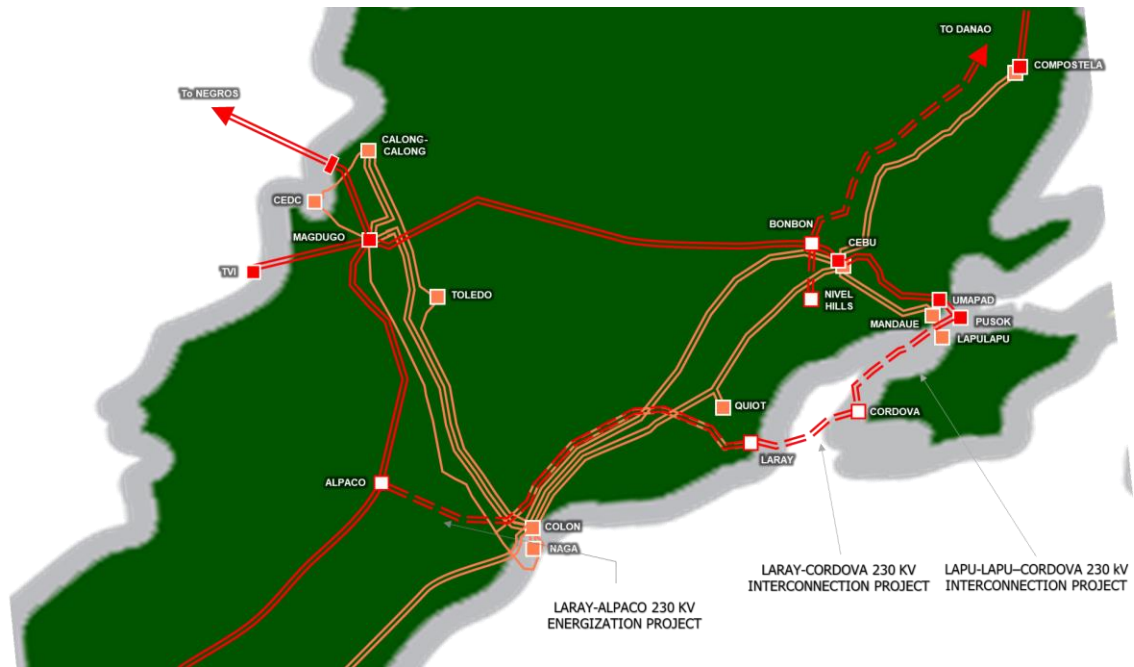 TO DANAO
COMPOSTELA
To NEGROS
CALONG-
CALONG
CEDC
BONBON
MAGDUGO
CEBU
TVI
TOLEDO
NIVEL
HILLS
UMAPAD
MANDAUE
PUSOK
LAPULAPU
QUIOT
CORDOVA
LARAY
ALPACO
COLON
NAGA
LARAY-CORDOVA 230 KV
INTERCONNECTION PROJECT
LAPU-LAPU–CORDOVA 230 kV
INTERCONNECTION PROJECT
LARAY-ALPACO 230 KV
ENERGIZATION PROJECT